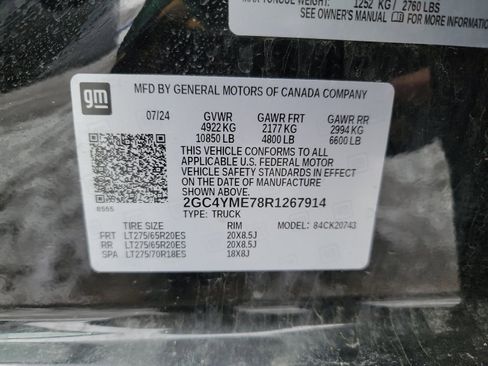 MAX TONGUE WEIGHT: 1252 KG / 2760 LBS
SEE OWNER'S MANUAL FOR MORE INFORMATION
gm
MFD BY GENERAL MOTORS OF CANADA COMPANY
07/24 GVWR GAWR FRT GAWR RR
4922 KG 2177 KG 2994 KG
10850 LB 4800 LB 6600 LB
THIS VEHICLE CONFORMS TO ALL
APPLICABLE U.S. FEDERAL MOTOR
VEHICLE SAFETY STANDARDS IN
EFFECT ON THE DATE OF MANUFACTURE
SHOWN ABOVE.
8555 2GC4YME78R1267914
TYPE: TRUCK MODEL: 84CK20743
TIRE SIZE RIM
FRT LT275/65R20ES 20X8.5J
RR LT275/65R20ES 20X8.5J
SPA LT275/70R18ES 18X8J